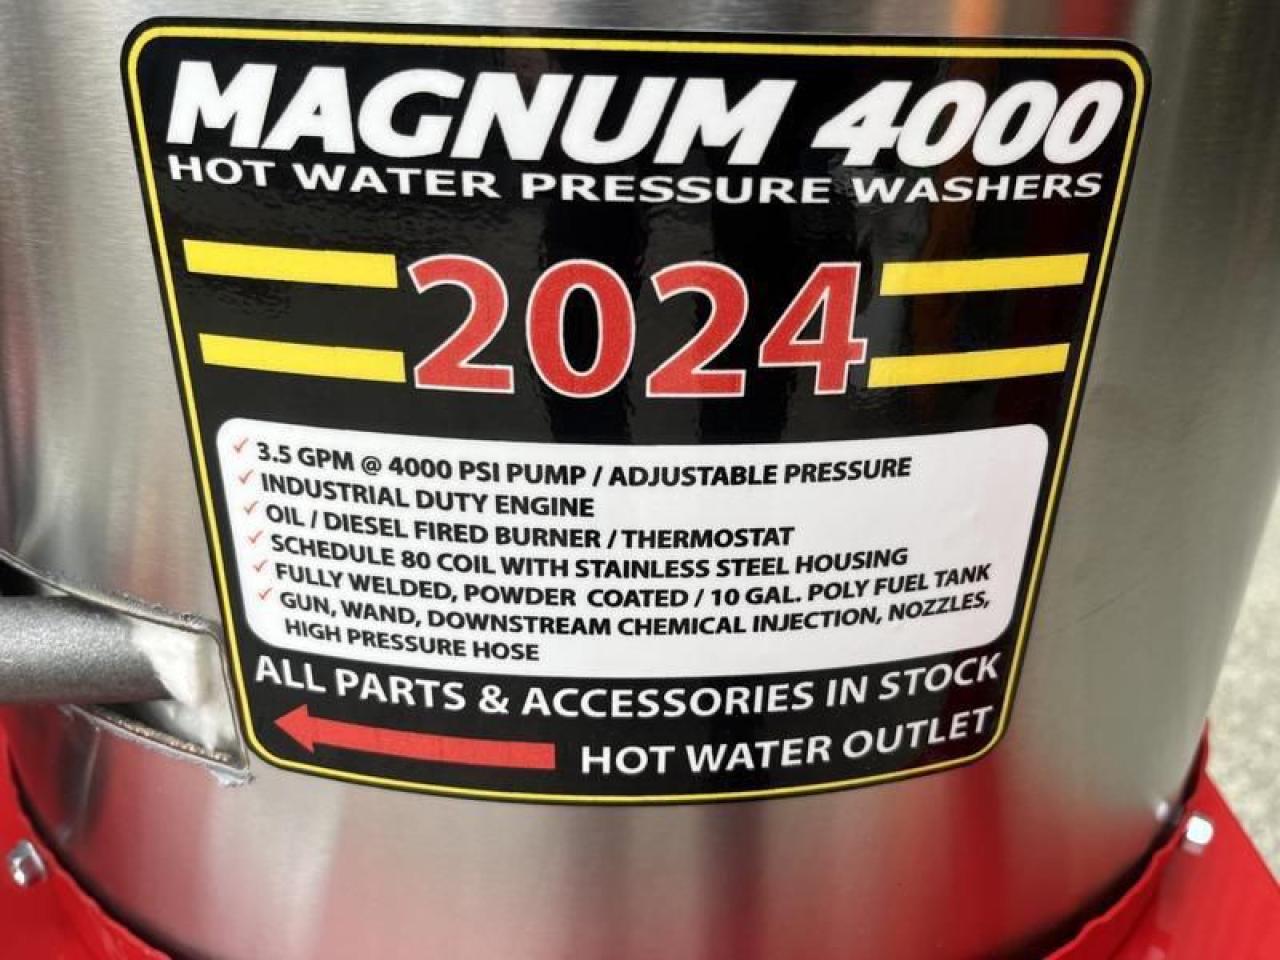 MAGNUM 4000
HOT WATER PRESSURE WASHERS
2024
✓ 3.5 GPM @ 4000 PSI PUMP / ADJUSTABLE PRESSURE
✓ INDUSTRIAL DUTY ENGINE
✓ OIL / DIESEL FIRED BURNER / THERMOSTAT
✓ SCHEDULE 80 COIL WITH STAINLESS STEEL HOUSING
✓ FULLY WELDED, POWDER COATED / 10 GAL. POLY FUEL TANK
✓ GUN, WAND, DOWNSTREAM CHEMICAL INJECTION, NOZZLES,
HIGH PRESSURE HOSE
ALL PARTS & ACCESSORIES IN STOCK
HOT WATER OUTLET